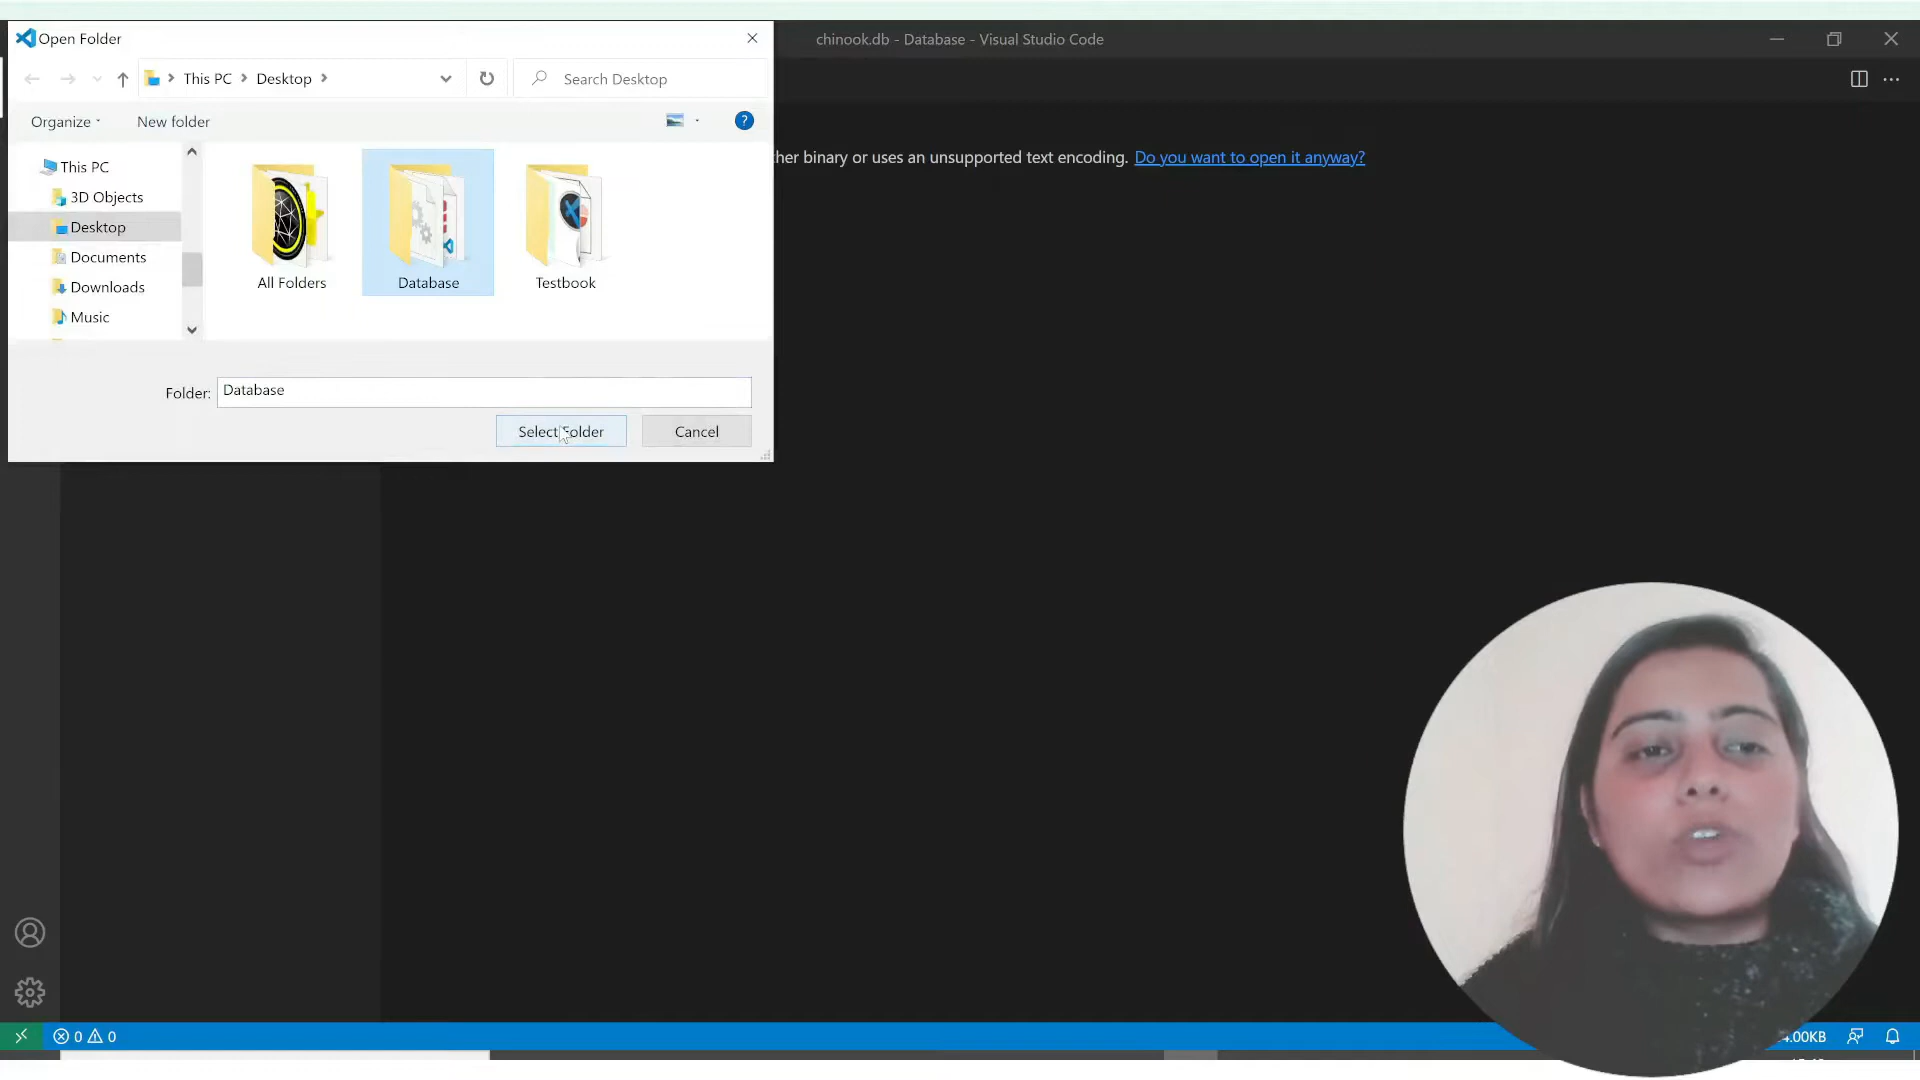 Open Folder
chinook.db - Database - Visual Studio Code
This PC
Desktop
Search Desktop
Organize
New folder
her binary or uses an unsupported text encoding. Do you want to open it anyway?
This PC
3D Objects
Desktop
Documents
Downloads
Music
All Folders
Database
Testbook
Folder: Database
Select Folder
Cancel
0 0
.00KB